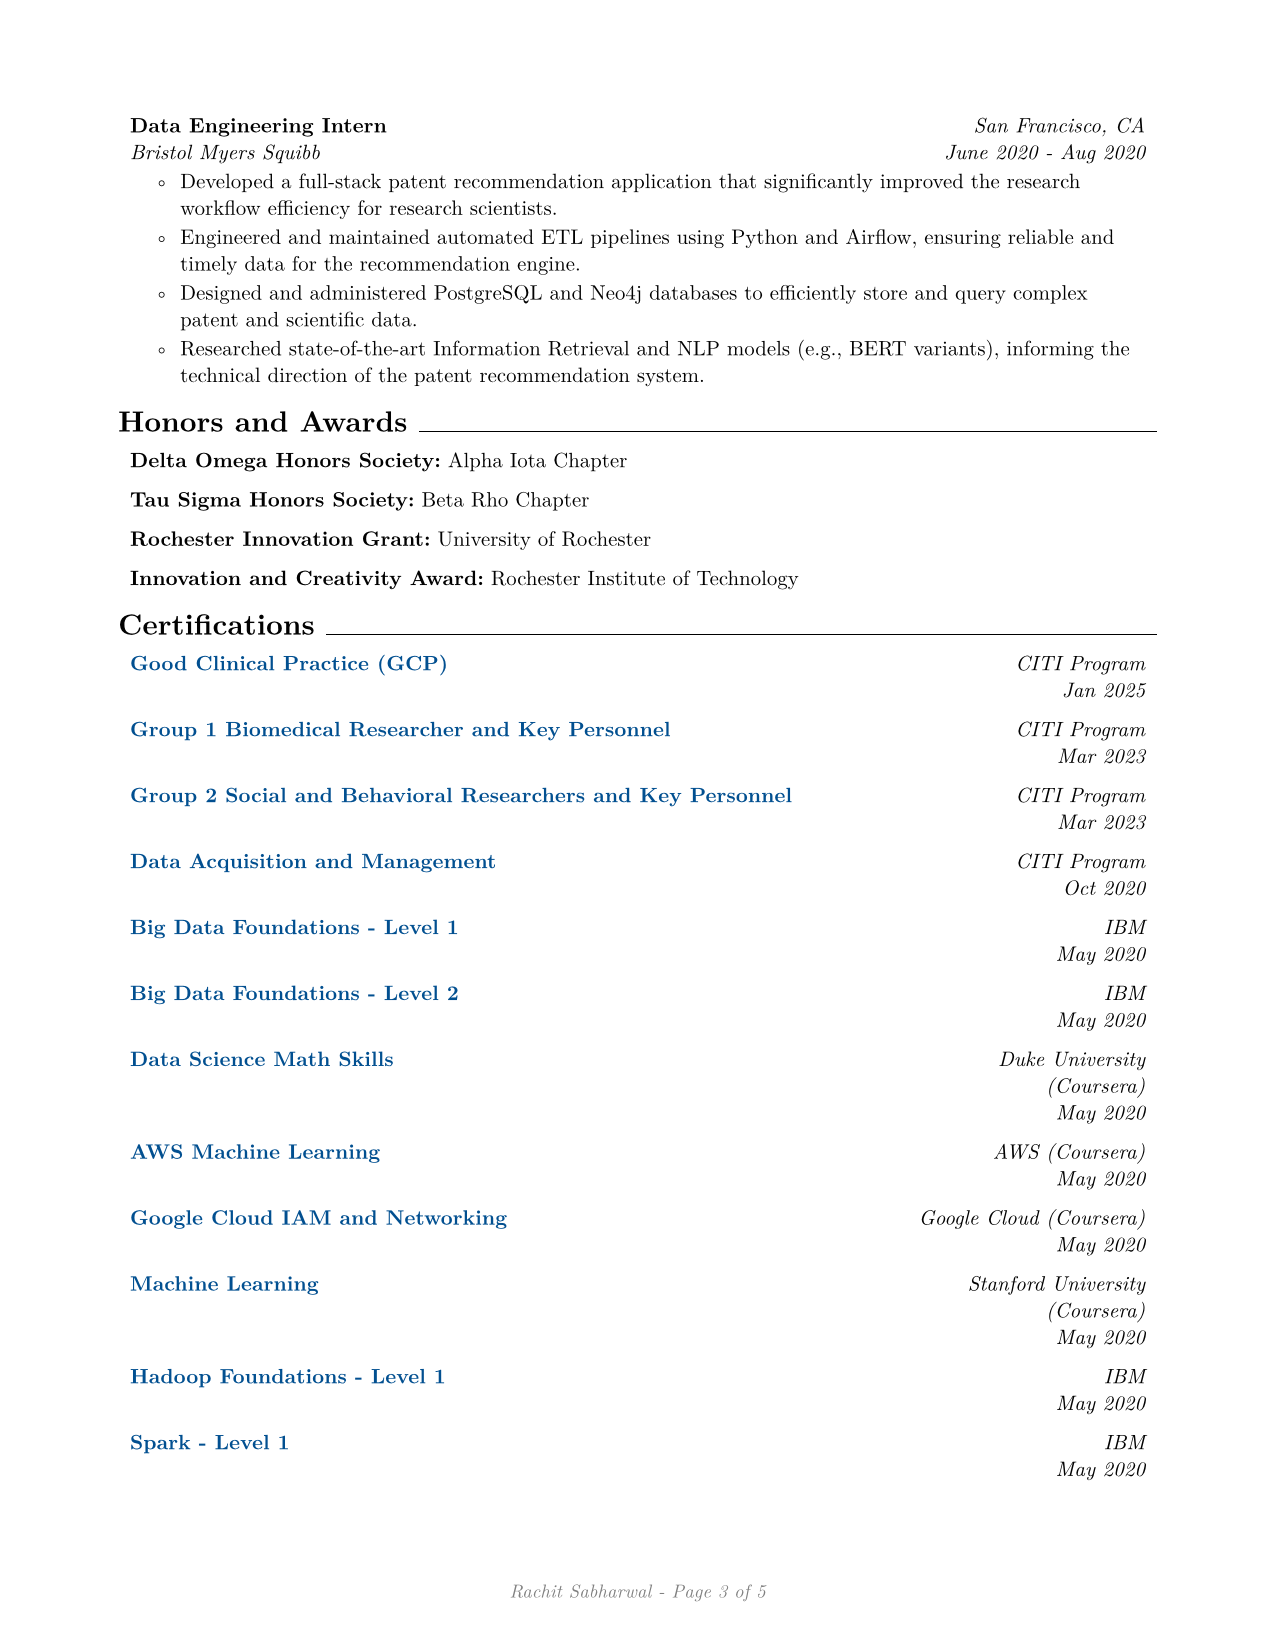 Data Engineering Intern San Francisco, CA
Bristol Myers Squibb June 2020 - Aug 2020
◦ Developed a full-stack patent recommendation application that significantly improved the research
workflow efficiency for research scientists.
◦ Engineered and maintained automated ETL pipelines using Python and Airflow, ensuring reliable and
timely data for the recommendation engine.
◦ Designed and administered PostgreSQL and Neo4j databases to efficiently store and query complex
patent and scientific data.
◦ Researched state-of-the-art Information Retrieval and NLP models (e.g., BERT variants), informing the
technical direction of the patent recommendation system.
Honors and Awards
Delta Omega Honors Society: Alpha Iota Chapter
Tau Sigma Honors Society: Beta Rho Chapter
Rochester Innovation Grant: University of Rochester
Innovation and Creativity Award: Rochester Institute of Technology
Certifications
Good Clinical Practice (GCP) CITI Program
Jan 2025
Group 1 Biomedical Researcher and Key Personnel CITI Program
Mar 2023
Group 2 Social and Behavioral Researchers and Key Personnel CITI Program
Mar 2023
Data Acquisition and Management CITI Program
Oct 2020
Big Data Foundations - Level 1 IBM
May 2020
Big Data Foundations - Level 2 IBM
May 2020
Data Science Math Skills Duke University
(Coursera)
May 2020
AWS Machine Learning AWS (Coursera)
May 2020
Google Cloud IAM and Networking Google Cloud (Coursera)
May 2020
Machine Learning Stanford University
(Coursera)
May 2020
Hadoop Foundations - Level 1 IBM
May 2020
Spark - Level 1 IBM
May 2020
Rachit Sabharwal - Page 3 of 5